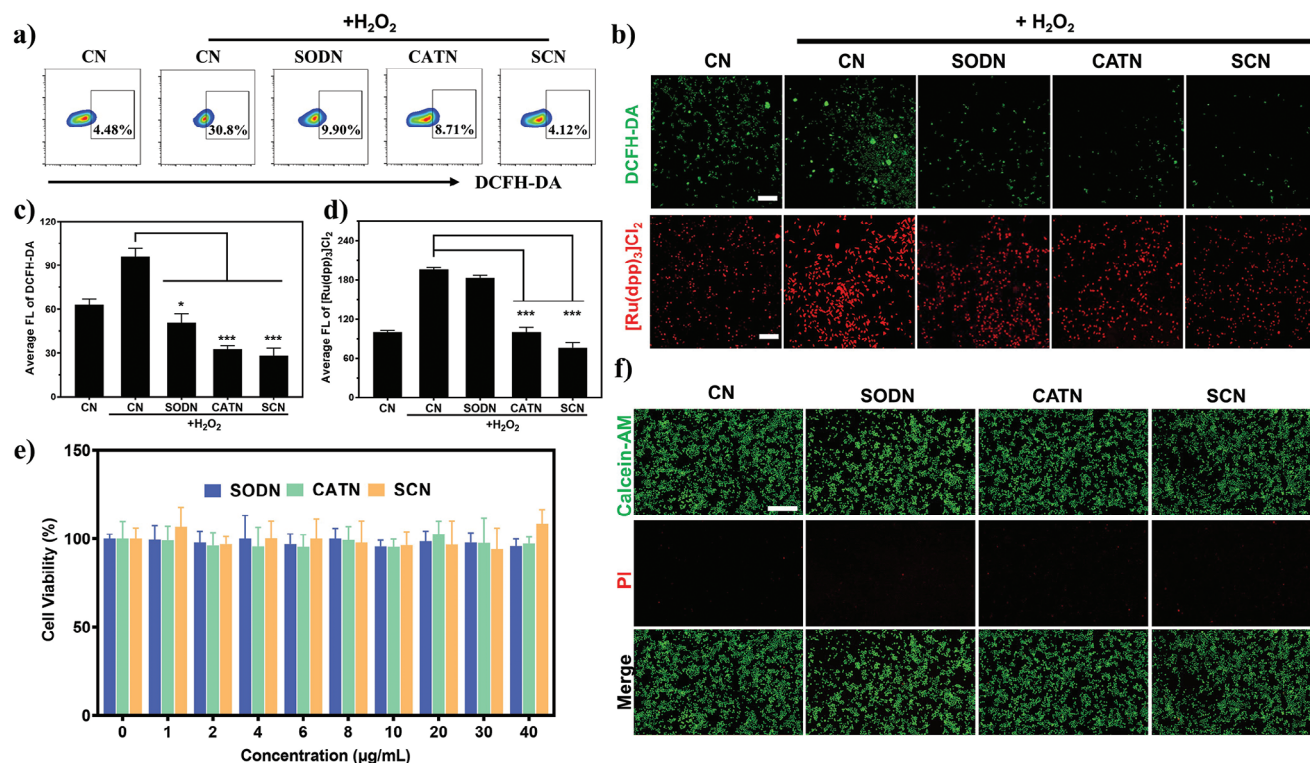 a)
+H₂O₂
CN CN SODN CATN SCN
4.48% 30.8% 9.90% 8.71% 4.12%
DCFH-DA
b)
+ H₂O₂
CN CN SODN CATN SCN
DCFH-DA
[Ru(dpp)₃]Cl₂
c)
Average FL of DCFH-DA
120
90
60
30
0
* *** ***
CN CN SODN CATN SCN
+H₂O₂
d)
Average FL of [Ru(dpp)₃]Cl₂
240
180
120
60
0
*** ***
CN CN SODN CATN SCN
+H₂O₂
e)
Cell Viability (%)
150
100
50
0
SODN CATN SCN
0 1 2 4 6 8 10 20 30 40
Concentration (µg/mL)
f)
CN SODN CATN SCN
Calcein-AM
PI
Merge